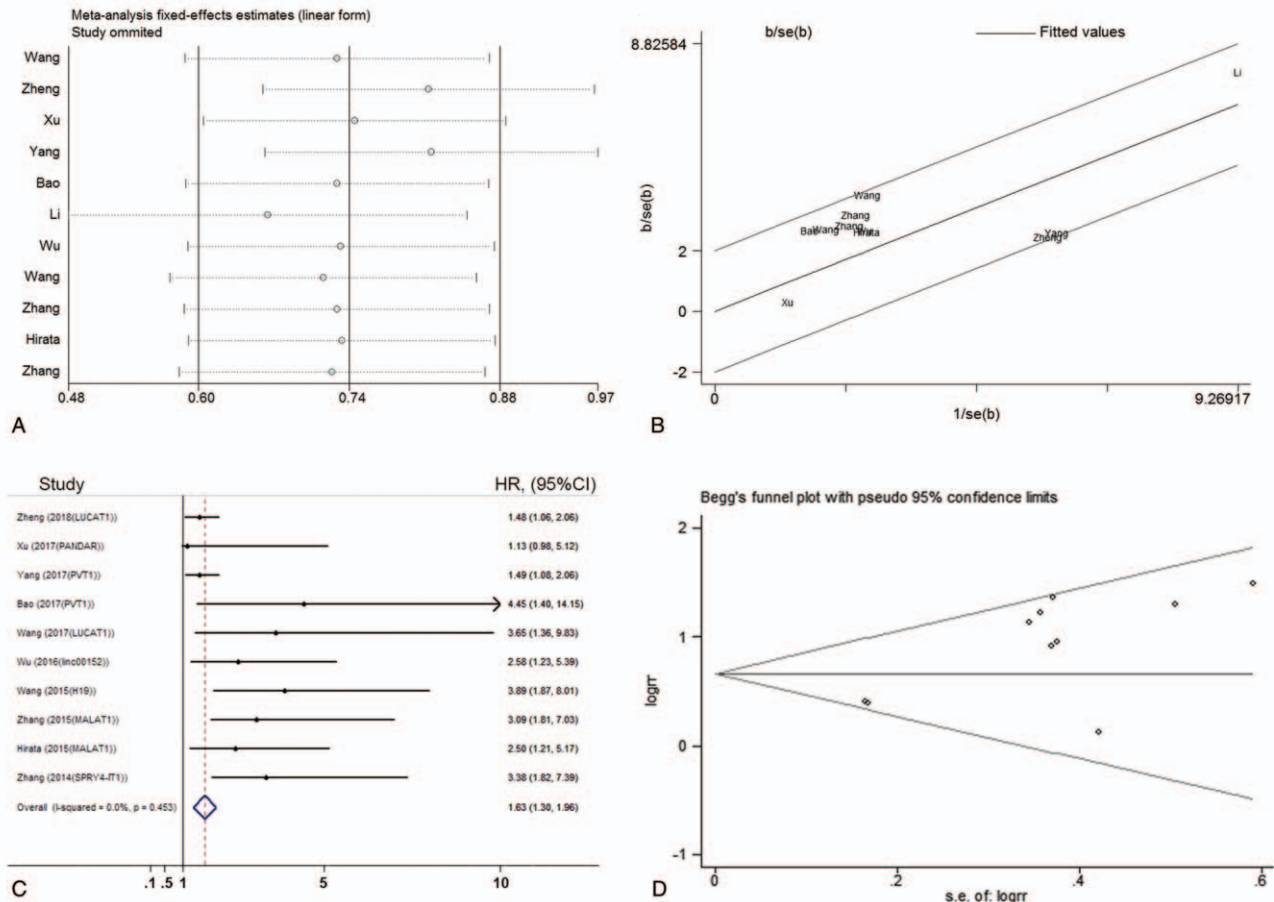 Meta-analysis fixed-effects estimates (linear form)
Study ommited
Wang
Zheng
Xu
Yang
Bao
Li
Wu
Wang
Zhang
Hirata
Zhang
0.48 0.60 0.74 0.88 0.97
A
b/se(b) Fitted values
8.82584
b/se(b)
2
0
-2
Li
Wang
Zhang
Zhang
Bao Wang Wu Hirata
Yang
Zheng
Xu
0 9.26917
1/se(b)
B
Study HR, (95%CI)
Zheng (2018(LUCAT1)) 1.48 (1.06, 2.06)
Xu (2017(PANDAR)) 1.13 (0.98, 5.12)
Yang (2017(PVT1)) 1.49 (1.08, 2.06)
Bao (2017(PVT1)) 4.45 (1.40, 14.15)
Wang (2017(LUCAT1)) 3.65 (1.36, 9.83)
Wu (2016(linc00152)) 2.58 (1.23, 5.39)
Wang (2015(H19)) 3.89 (1.87, 8.01)
Zhang (2015(MALAT1)) 3.09 (1.81, 7.03)
Hirata (2015(MALAT1)) 2.50 (1.21, 5.17)
Zhang (2014(SPRY4-IT1)) 3.38 (1.82, 7.39)
Overall (I-squared = 0.0%, p = 0.453) 1.63 (1.30, 1.96)
.1 .5 1 5 10
C
Begg's funnel plot with pseudo 95% confidence limits
logrr
2
1
0
-1
0 .2 .4 .6
s.e. of: logrr
D